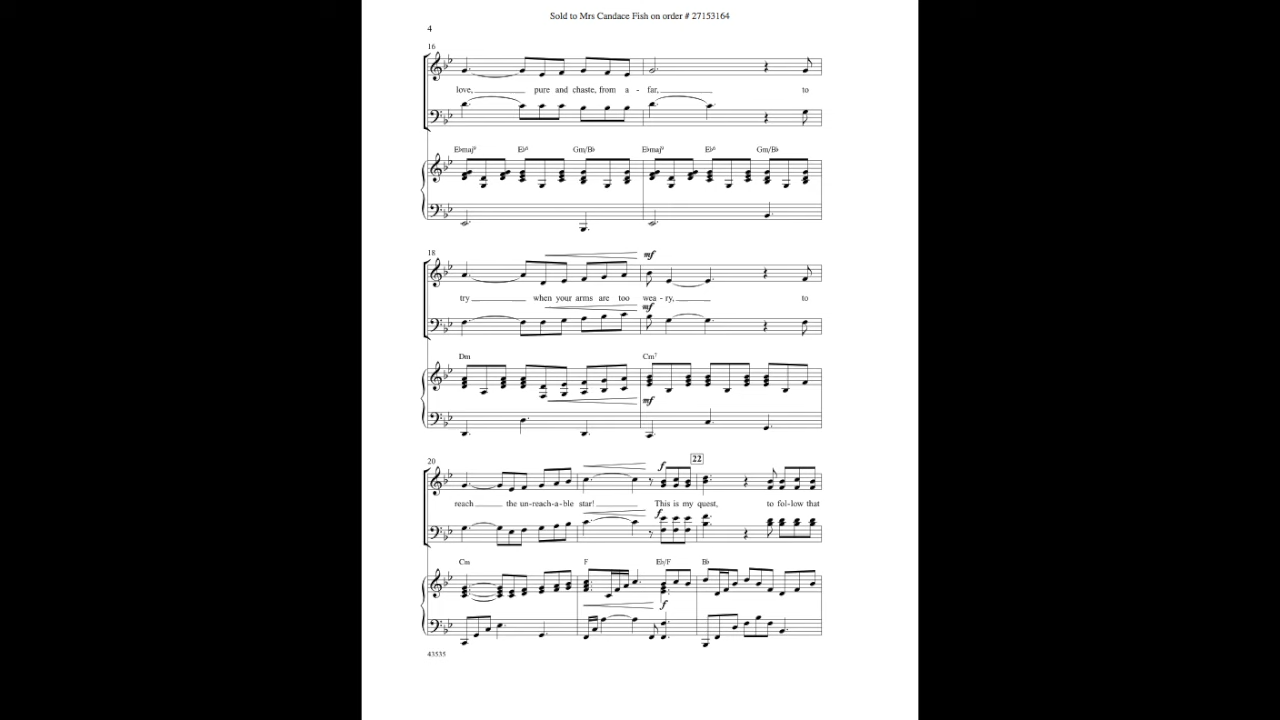 Sold to Mrs Candace Fish on order # 27153164
4
16
love, pure and chaste, from a - far, to
E♭maj⁹ E♭⁶ Gm/B♭ E♭maj⁹ E♭⁶ Gm/B♭
18
mf
try when your arms are too wea - ry, to
mf
Dm Cm⁷
mf
20
22
f
reach the un-reach-a-ble star! This is my quest, to fol-low that
f
Cm F E♭/F B♭
f
43535